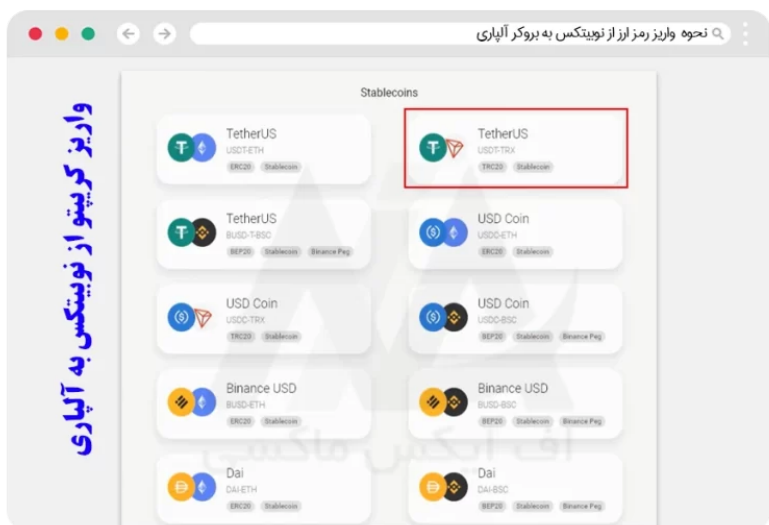 نحوه واریز رمز ارز از نوبیتکس به بروکر آلپاری
واریز کریپتو از نوبیتکس به آلپاری
Stablecoins
TetherUS
USDT-ETH
ERC20 Stablecoin
TetherUS
USDT-TRX
TRC20 Stablecoin
TetherUS
BUSD-T-BSC
BEP20 Stablecoin Binance Peg
USD Coin
USDC-ETH
ERC20 Stablecoin
USD Coin
USDC-TRX
TRC20 Stablecoin
USD Coin
USDC-BSC
BEP20 Stablecoin Binance Peg
Binance USD
BUSD-ETH
ERC20 Stablecoin
Binance USD
BUSD-BSC
BEP20 Stablecoin Binance Peg
Dai
DAI-ETH
ERC20 Stablecoin
Dai
DAI-BSC
BEP20 Stablecoin Binance Peg
اف ایکس ماکسی